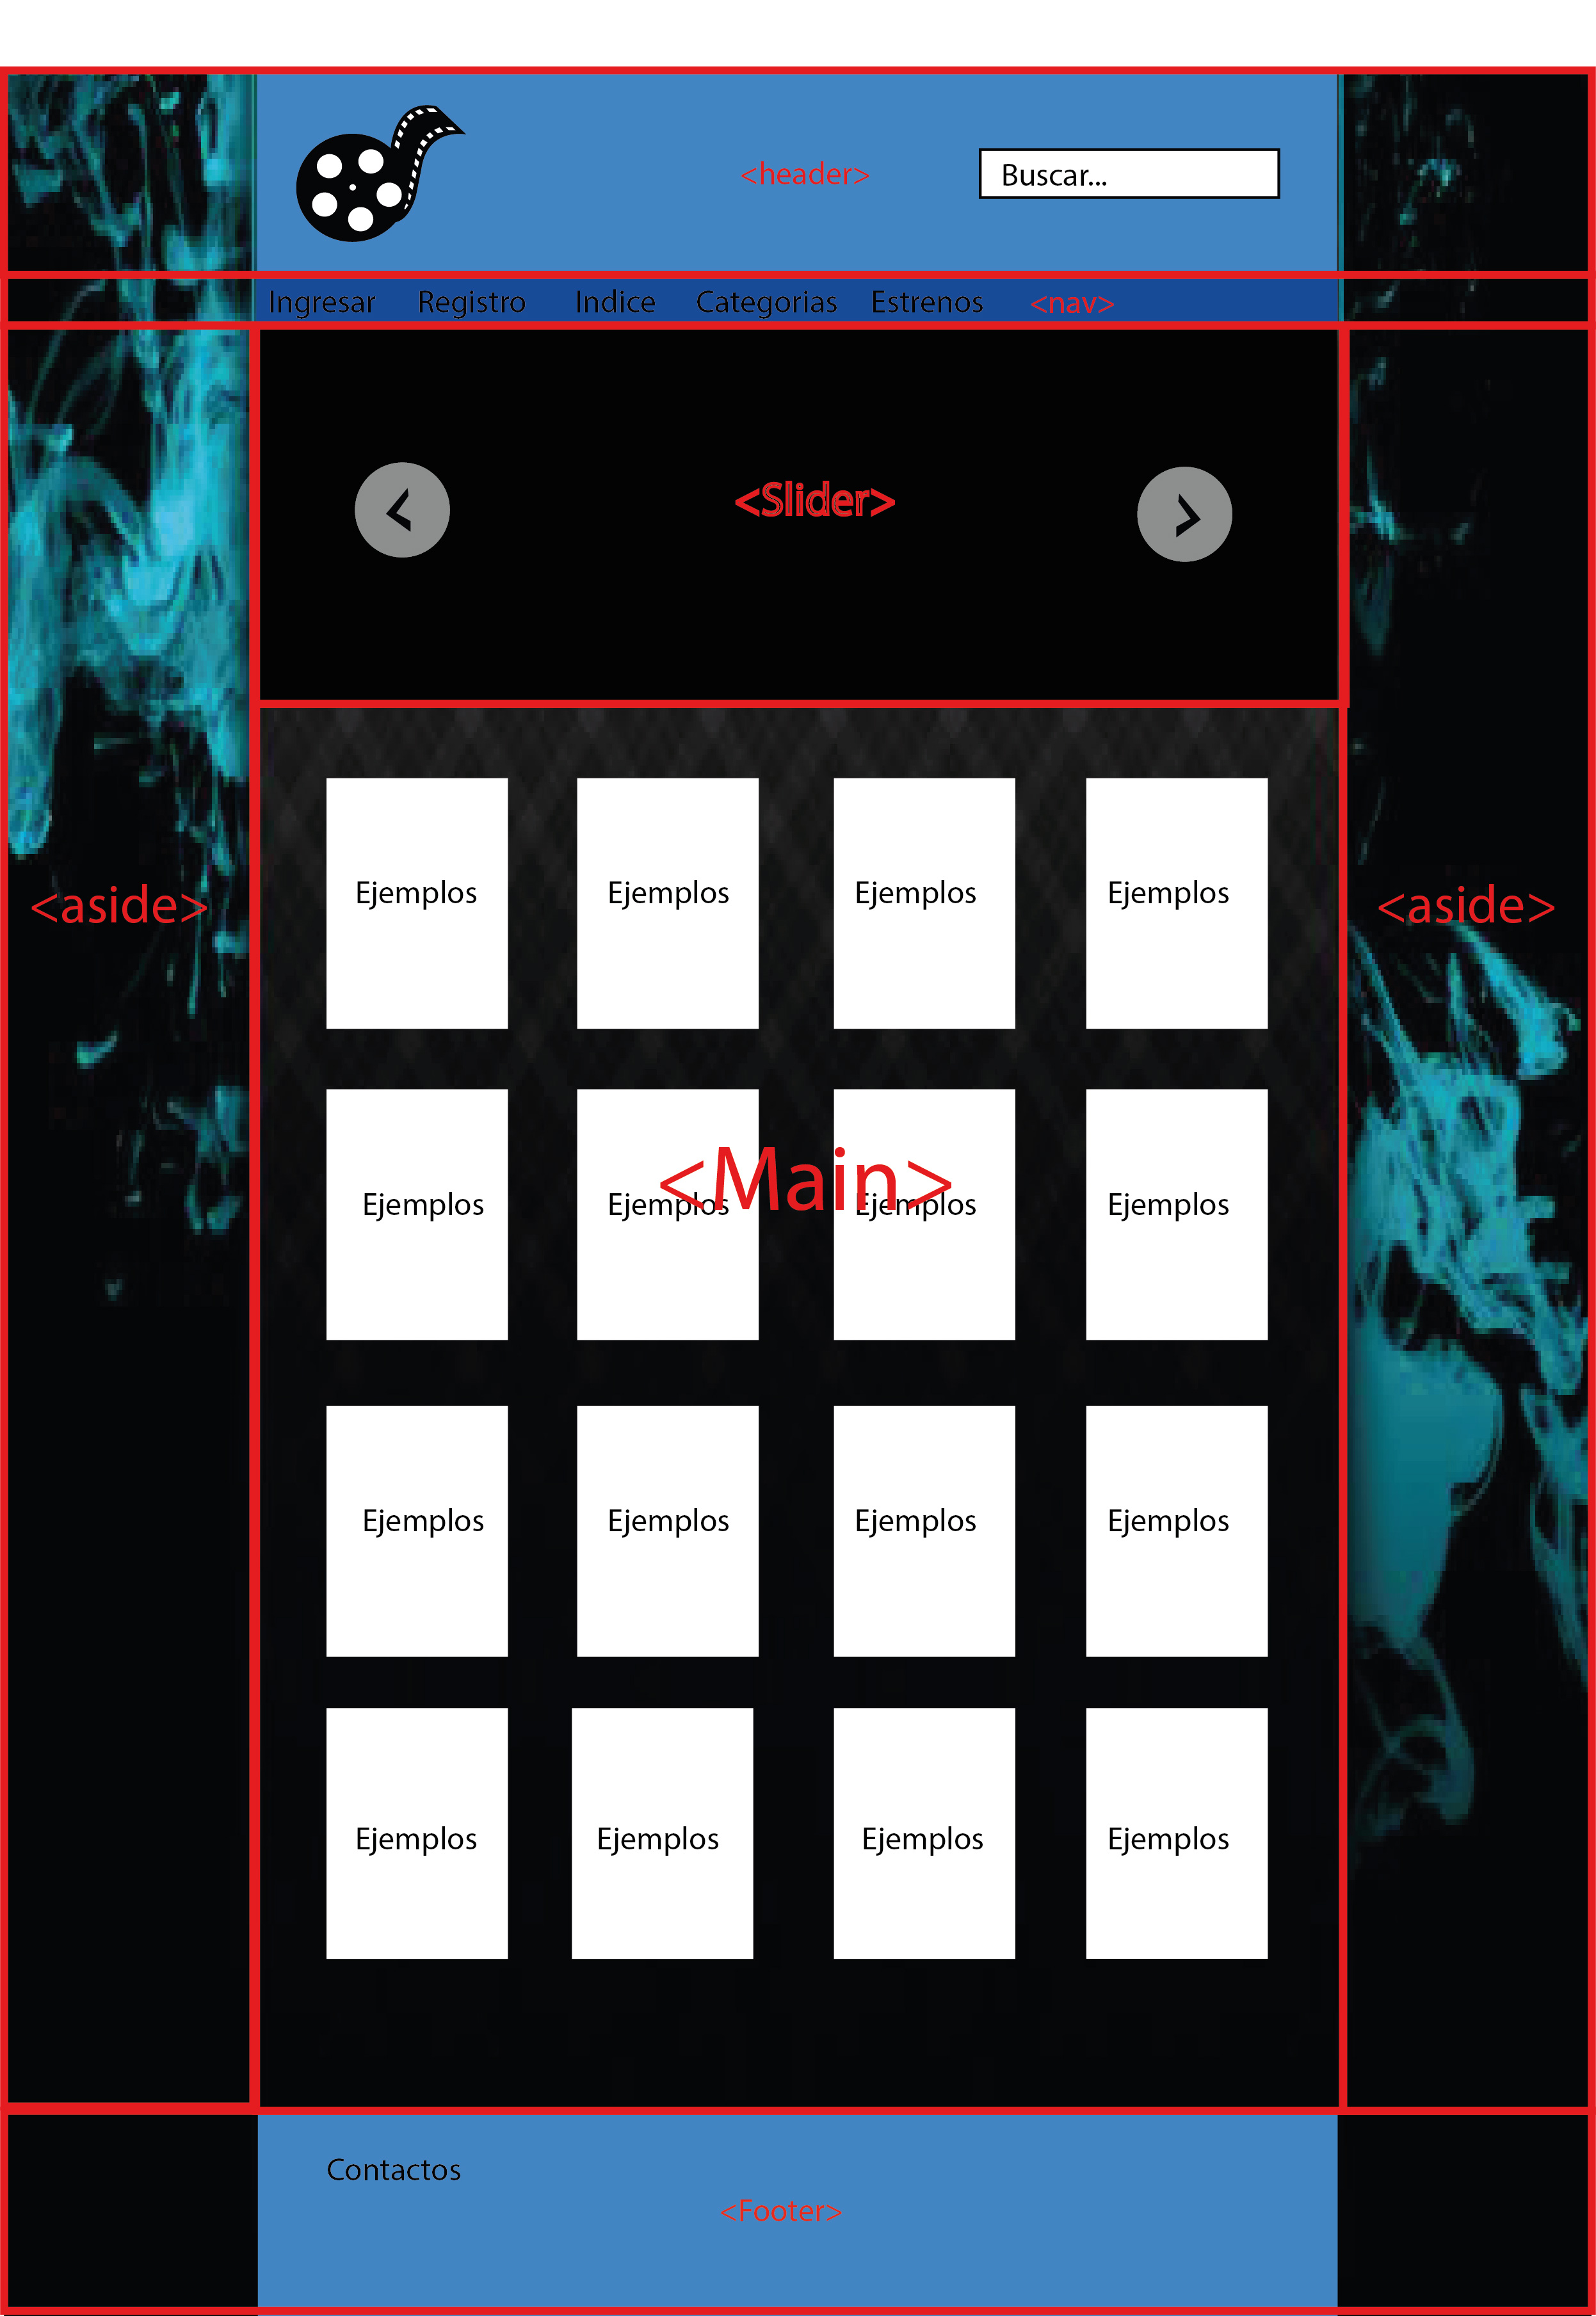 <header>
Buscar...
Ingresar Registro Indice Categorias Estrenos <nav>
<Slider>
Ejemplos Ejemplos Ejemplos Ejemplos
<aside> <aside>
<Main>
Ejemplos Ejemplos Ejemplos Ejemplos
Ejemplos Ejemplos Ejemplos Ejemplos
Ejemplos Ejemplos Ejemplos Ejemplos
Contactos
<Footer>